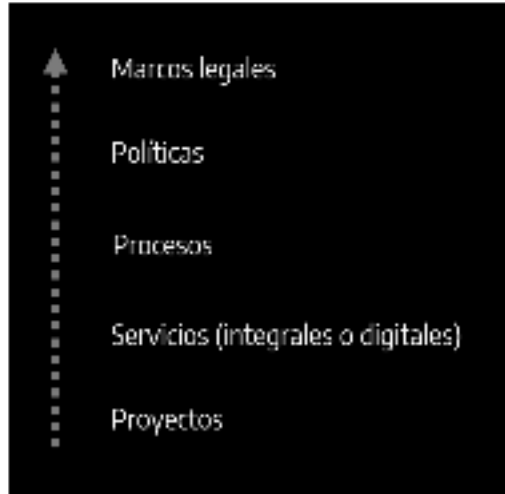 Marcos legales
Políticas
Procesos
Servicios (integrales o digitales)
Proyectos